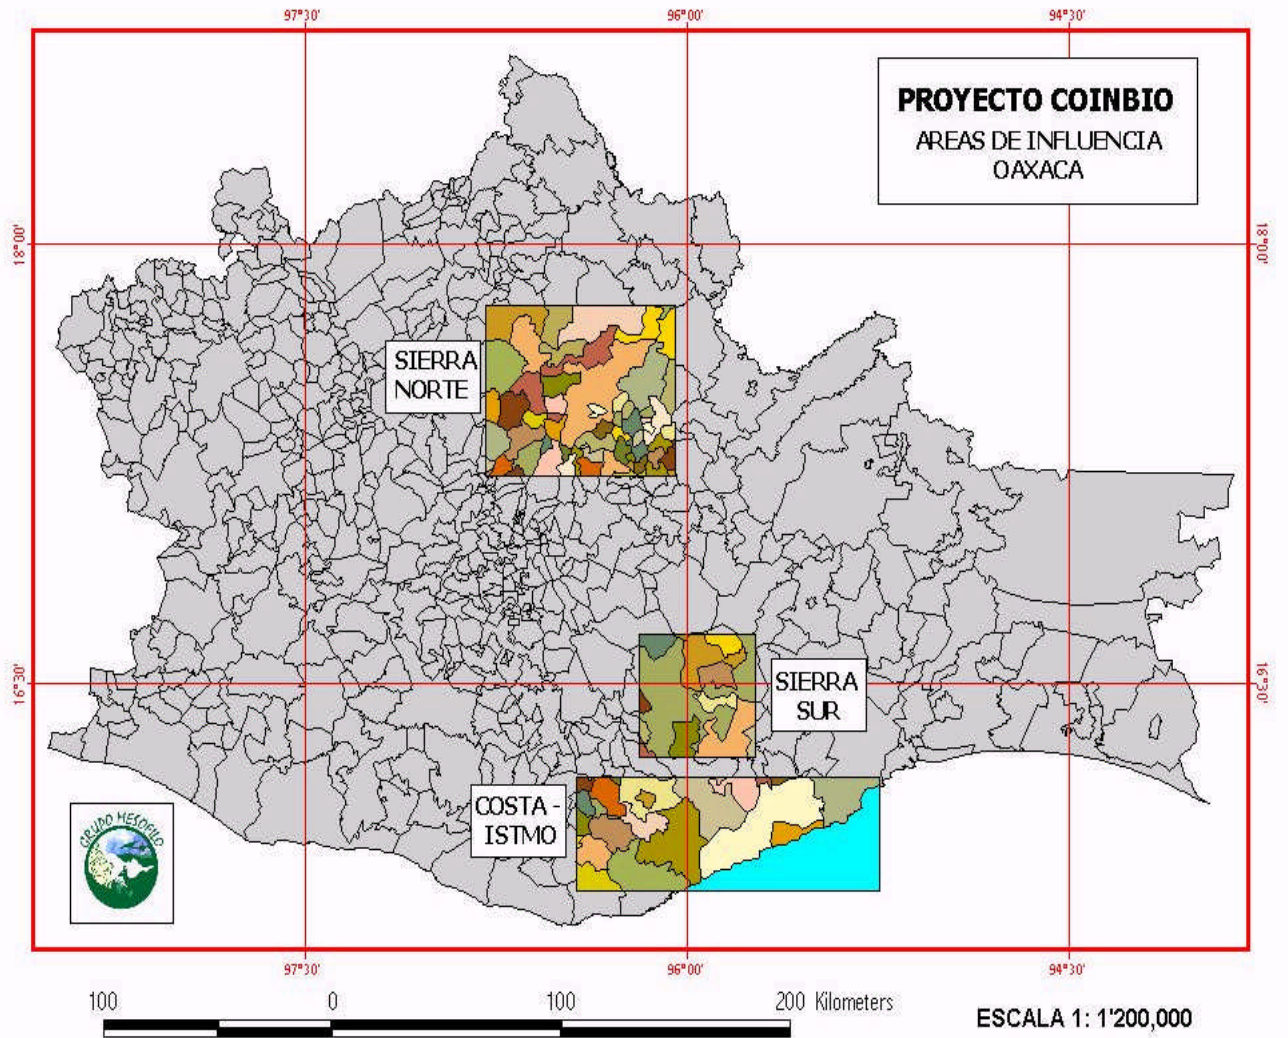 97°30'
96°00'
94°30'
PROYECTO COINBIO
AREAS DE INFLUENCIA
OAXACA
18°00'
18°00'
SIERRA
NORTE
16°30'
16°30'
SIERRA
SUR
COSTA -
ISTMO
GRUPO MESOFILO
97°30'
96°00'
94°30'
100 0 100 200 Kilometers
ESCALA 1: 1'200,000